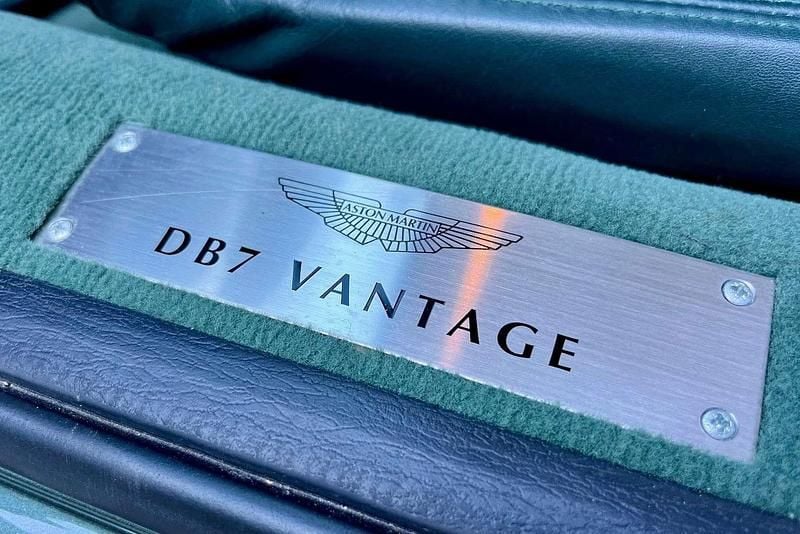 ASTON MARTIN
DB7 VANTAGE